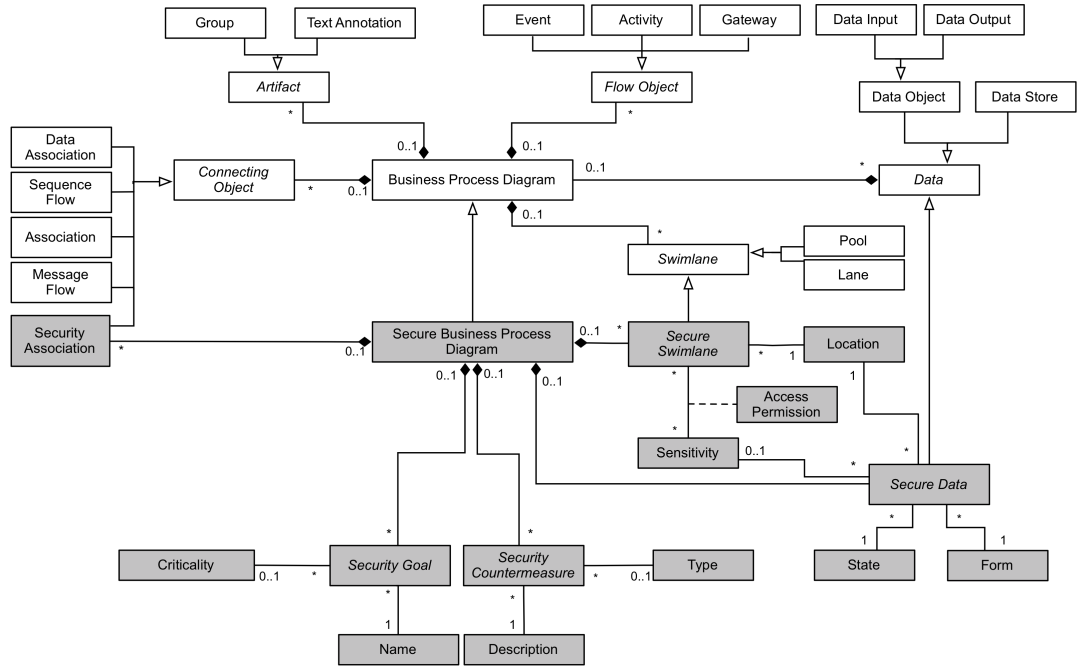 Group
Text Annotation
Event
Activity
Gateway
Data Input
Data Output
Artifact
Flow Object
Data Object
Data Store
*
*
0..1
0..1
Data
Association
Sequence
Flow
Association
Message
Flow
Security
Association
Connecting
Object
*
0..1
Business Process Diagram
0..1
*
Data
0..1
*
Swimlane
Pool
Lane
*
0..1
Secure Business Process
Diagram
0..1
*
Secure
Swimlane
*
1
Location
1
0..1
0..1
0..1
*
Access
Permission
*
Sensitivity
0..1
*
*
Secure Data
*
*
1
1
State
Form
*
*
Criticality
0..1
*
Security Goal
Security
Countermeasure
*
0..1
Type
*
*
1
1
Name
Description